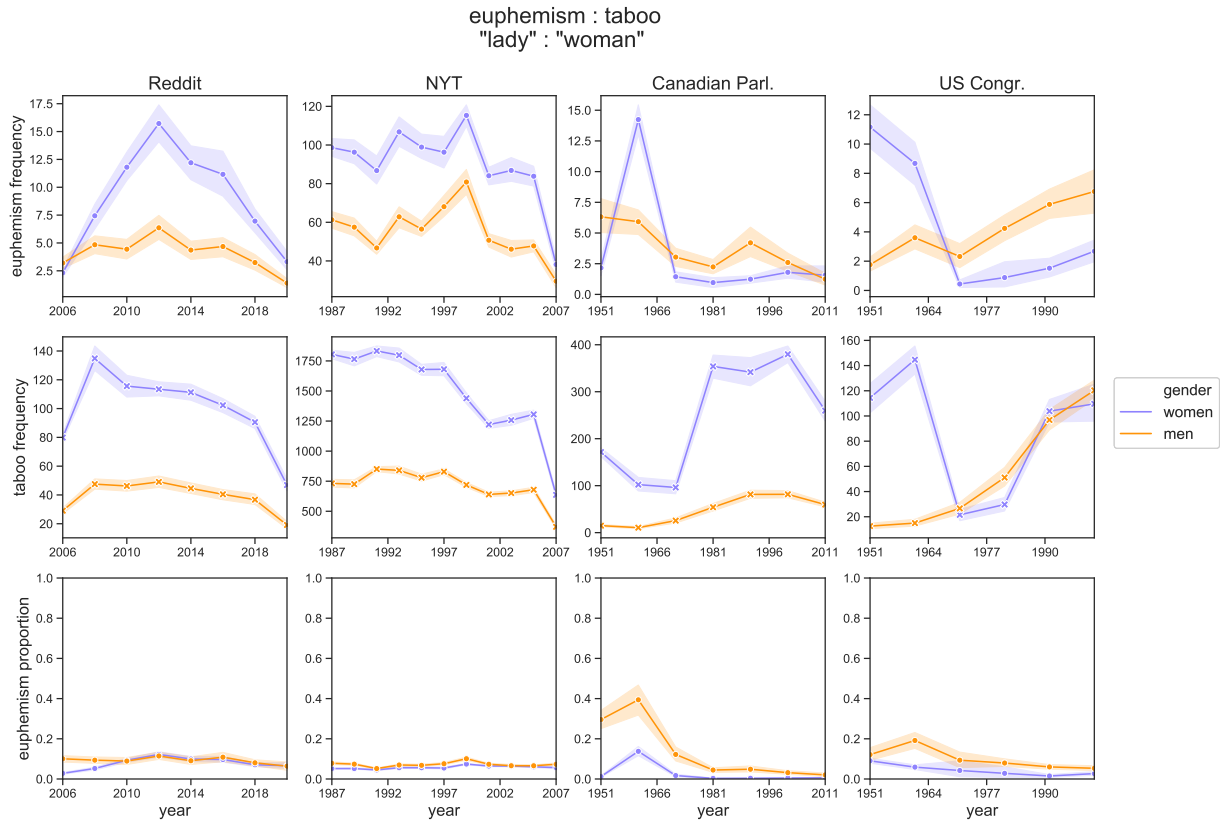 euphemism : taboo
"lady" : "woman"
Reddit
NYT
Canadian Parl.
US Congr.
euphemism frequency
17.5
15.0
12.5
10.0
7.5
5.0
2.5
2006 2010 2014 2018
120
100
80
60
40
1987 1992 1997 2002 2007
15.0
12.5
10.0
7.5
5.0
2.5
0.0
1951 1966 1981 1996 2011
12
10
8
6
4
2
0
1951 1964 1977 1990
taboo frequency
140
120
100
80
60
40
20
2006 2010 2014 2018
1750
1500
1250
1000
750
500
1987 1992 1997 2002 2007
400
300
200
100
0
1951 1966 1981 1996 2011
160
140
120
100
80
60
40
20
1951 1964 1977 1990
gender
women
men
euphemism proportion
1.0
0.8
0.6
0.4
0.2
0.0
2006 2010 2014 2018
year
1.0
0.8
0.6
0.4
0.2
0.0
1987 1992 1997 2002 2007
year
1.0
0.8
0.6
0.4
0.2
0.0
1951 1966 1981 1996 2011
year
1.0
0.8
0.6
0.4
0.2
0.0
1951 1964 1977 1990
year